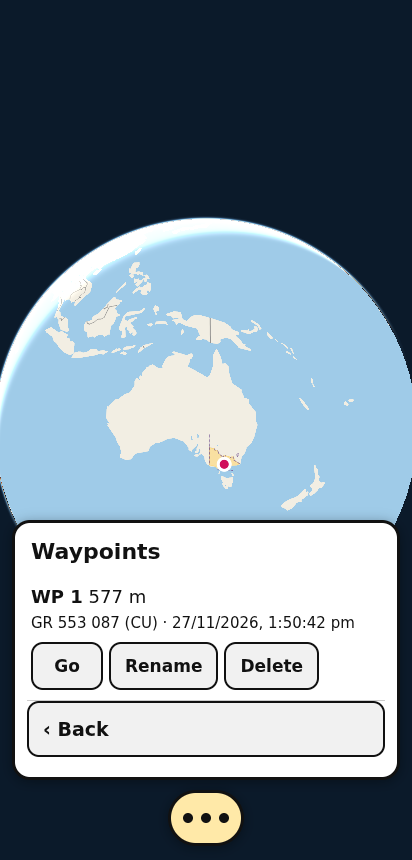 Waypoints
WP 1 577 m
GR 553 087 (CU) · 27/11/2026, 1:50:42 pm
Go Rename Delete
‹ Back